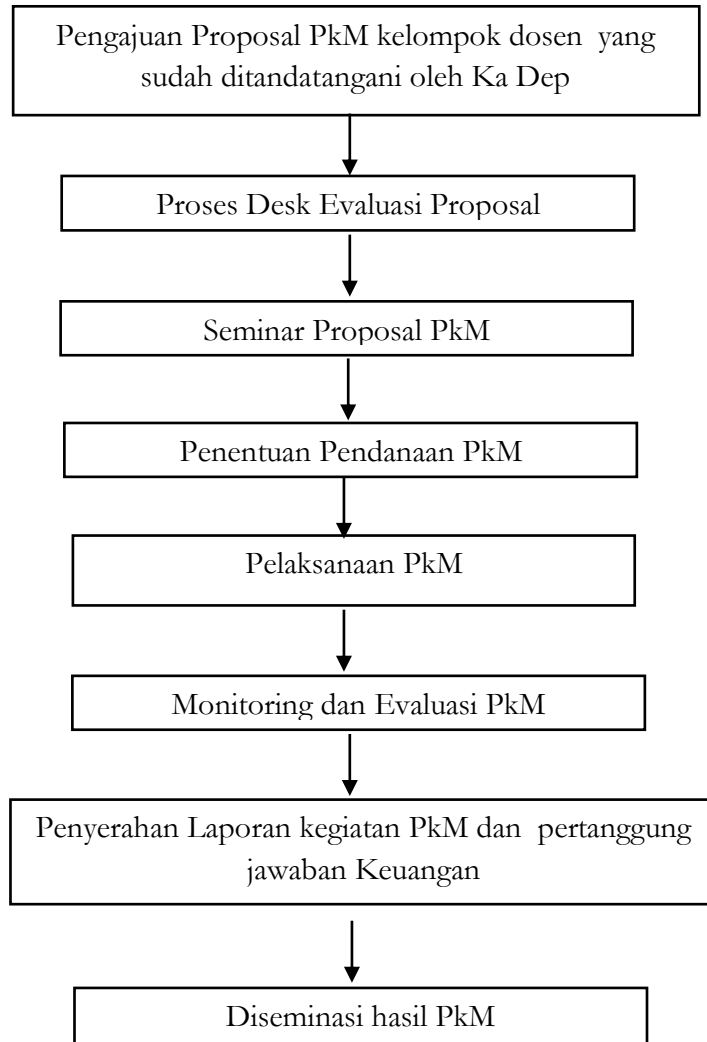 Pengajuan Proposal PkM kelompok dosen  yang
sudah ditandatangani oleh Ka Dep
Proses Desk Evaluasi Proposal
Seminar Proposal PkM
Penentuan Pendanaan PkM
Pelaksanaan PkM
Monitoring dan Evaluasi PkM
Penyerahan Laporan kegiatan PkM dan  pertanggung
jawaban Keuangan
Diseminasi hasil PkM